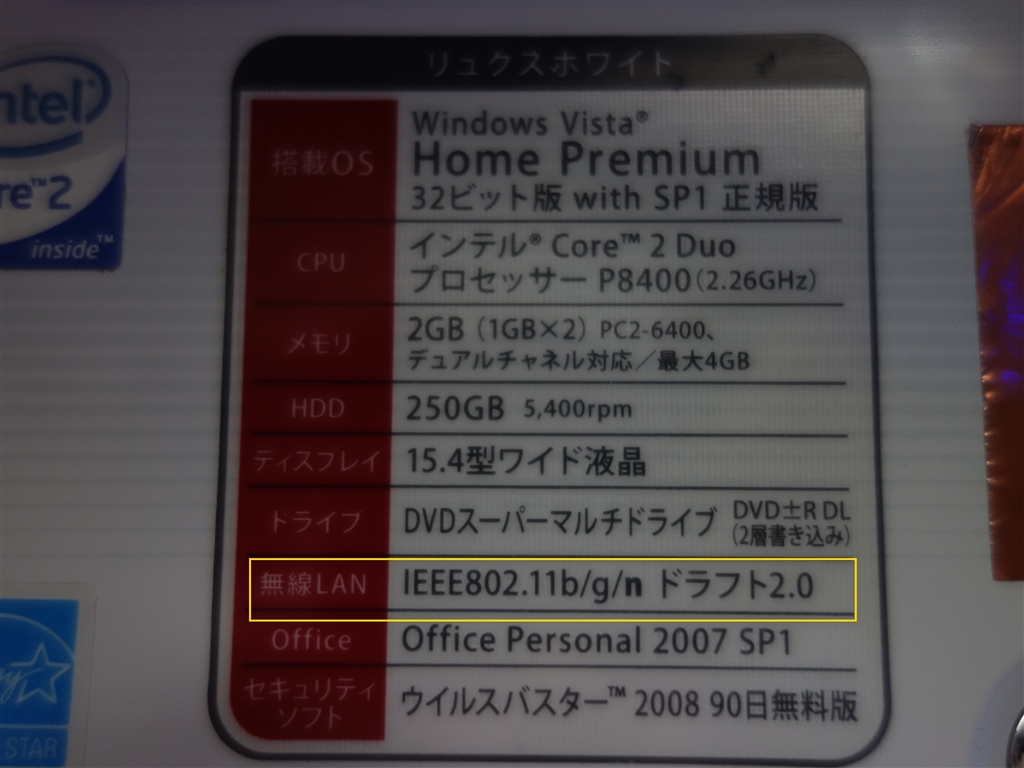 リュクスホワイト
intel
Core™2
inside™
搭載OS
Windows Vista®
Home Premium
32ビット版 with SP1 正規版
CPU
インテル® Core™ 2 Duo
プロセッサー P8400(2.26GHz)
メモリ
2GB (1GB×2) PC2-6400、
デュアルチャネル対応／最大4GB
HDD
250GB 5,400rpm
ディスプレイ
15.4型ワイド液晶
ドライブ
DVDスーパーマルチドライブ DVD±R DL
(2層書き込み)
無線LAN
IEEE802.11b/g/n ドラフト2.0
Office
Office Personal 2007 SP1
セキュリティ
ソフト
ウイルスバスター™ 2008 90日無料版
STAR